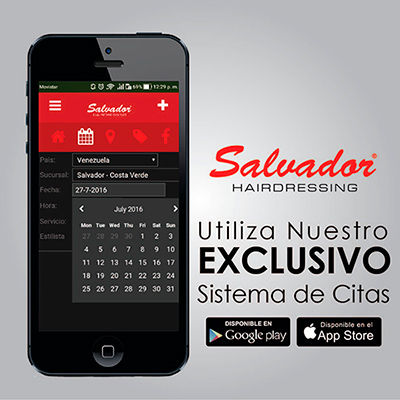 Movistar 69% 12:29 p. m.
Salvador
País: Venezuela
Sucursal: Salvador - Costa Verde
Fecha: 27-7-2016
Hora:
Servicio:
Estilista
July 2016
Mon Tue Wed Thu Fri Sat Sun
27 28 29 30 1 2 3
4 5 6 7 8 9 10
11 12 13 14 15 16 17
18 19 20 21 22 23 24
25 26 27 28 29 30 31
Salvador®
HAIRDRESSING
Utiliza Nuestro
EXCLUSIVO
Sistema de Citas
DISPONIBLE EN
Google play
Disponible en el
App Store